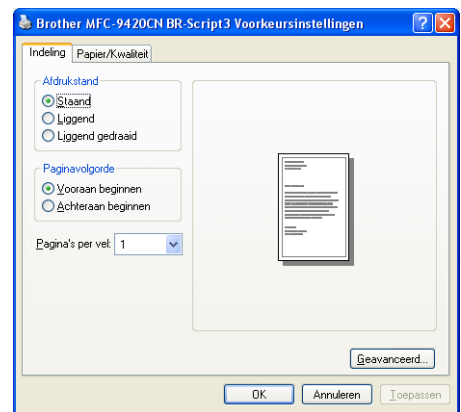 Brother MFC-9420CN BR-Script3 Voorkeursinstellingen
Indeling Papier/Kwaliteit
Afdrukstand
Staand
Liggend
Liggend gedraaid
Paginavolgorde
Vooraan beginnen
Achteraan beginnen
Pagina's per vel: 1
Geavanceerd...
OK Annuleren Toepassen